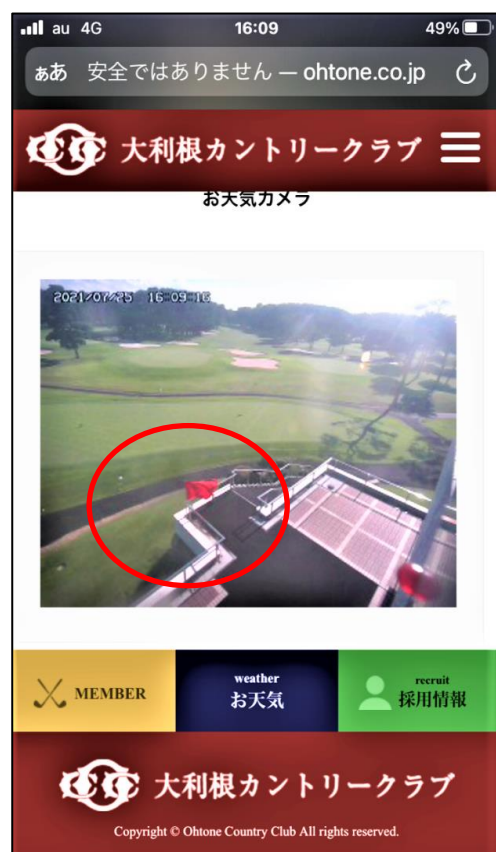 au 4G 16:09 49%
ああ 安全ではありません — ohtone.co.jp
大利根カントリークラブ
お天気カメラ
2021/07/25 16:09:16
MEMBER
weather
お天気
recruit
採用情報
大利根カントリークラブ
Copyright © Ohtone Country Club All rights reserved.